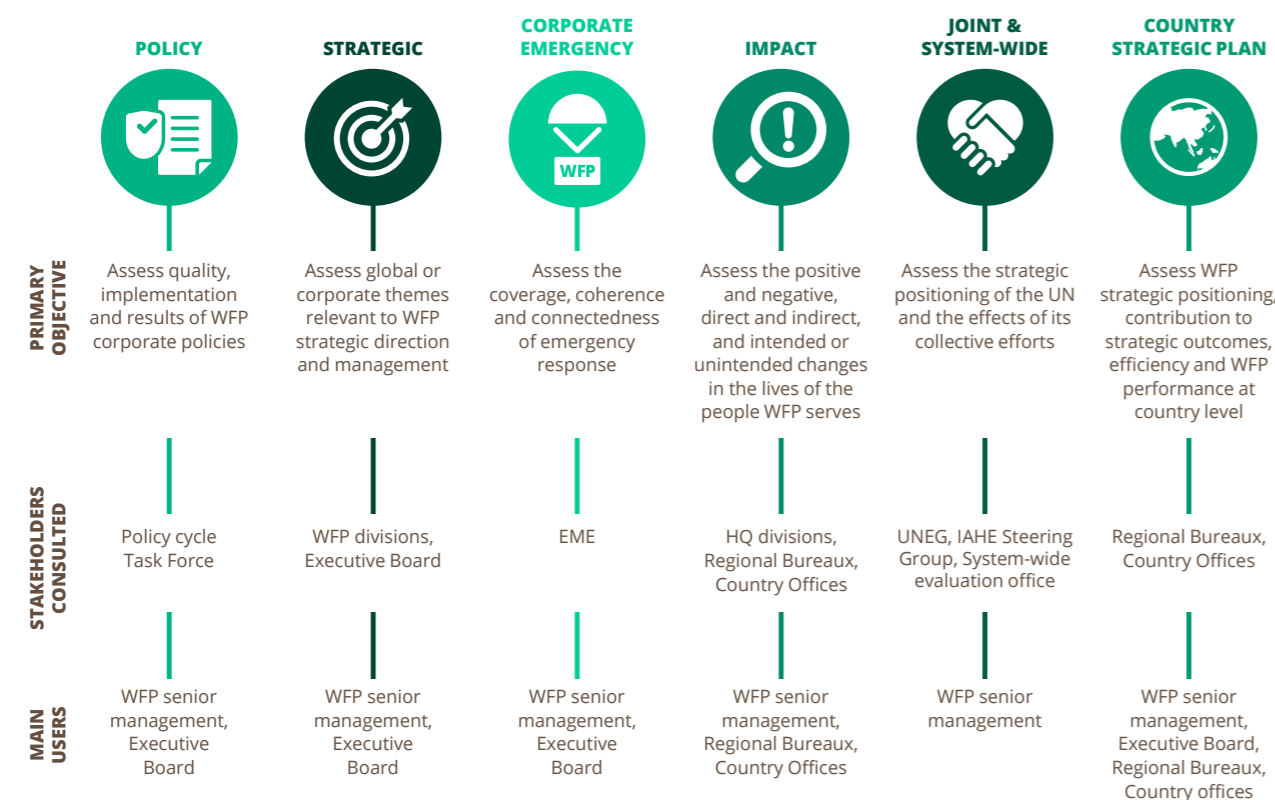 POLICY
STRATEGIC
CORPORATE
EMERGENCY
IMPACT
JOINT &
SYSTEM-WIDE
COUNTRY
STRATEGIC PLAN
WFP
PRIMARY
OBJECTIVE
Assess quality,
implementation
and results of WFP
corporate policies
Assess global or
corporate themes
relevant to WFP
strategic direction
and management
Assess the
coverage, coherence
and connectedness
of emergency
response
Assess the positive
and negative,
direct and indirect,
and intended or
unintended changes
in the lives of the
people WFP serves
Assess the strategic
positioning of the UN
and the effects of its
collective efforts
Assess WFP
strategic positioning,
contribution to
strategic outcomes,
efficiency and WFP
performance at
country level
STAKEHOLDERS
CONSULTED
Policy cycle
Task Force
WFP divisions,
Executive Board
EME
HQ divisions,
Regional Bureaux,
Country Offices
UNEG, IAHE Steering
Group, System-wide
evaluation office
Regional Bureaux,
Country Offices
MAIN
USERS
WFP senior
management,
Executive
Board
WFP senior
management,
Executive
Board
WFP senior
management,
Executive
Board
WFP senior
management,
Regional Bureaux,
Country Offices
WFP senior
management
WFP senior
management,
Executive Board,
Regional Bureaux,
Country offices